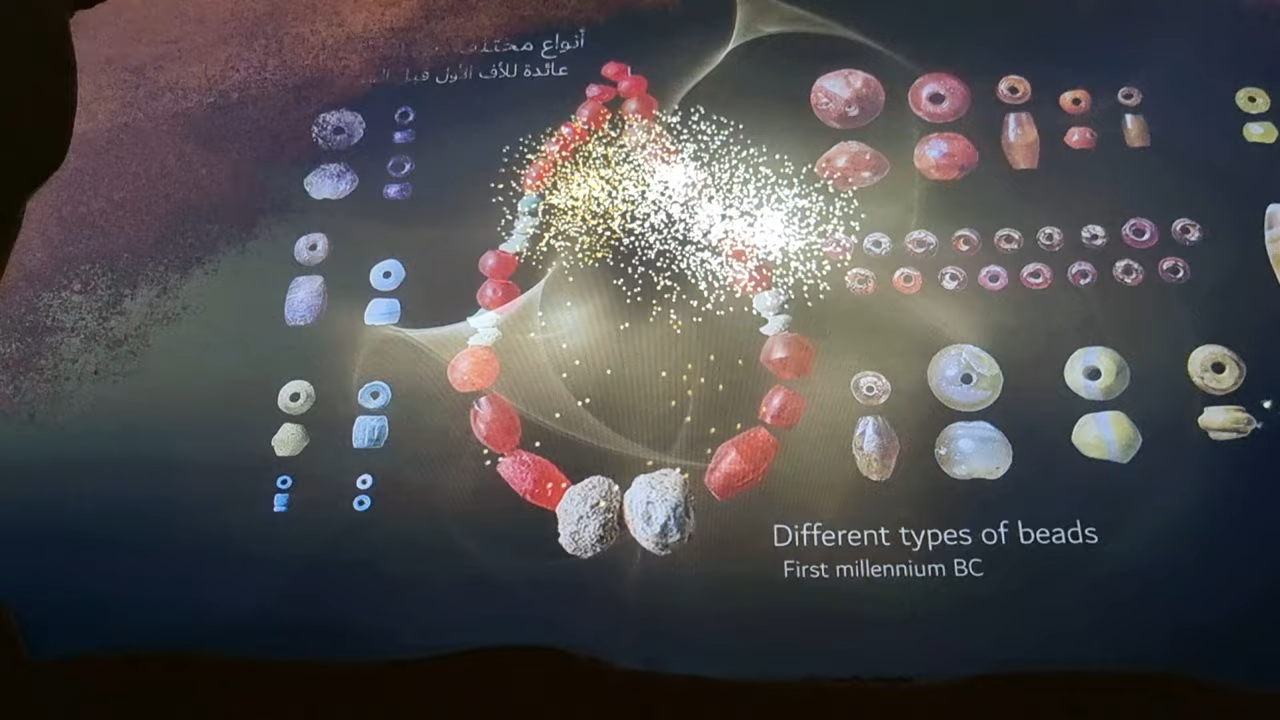 أنواع
عائدة للألف الأول قبل
Different types of beads
First millennium BC